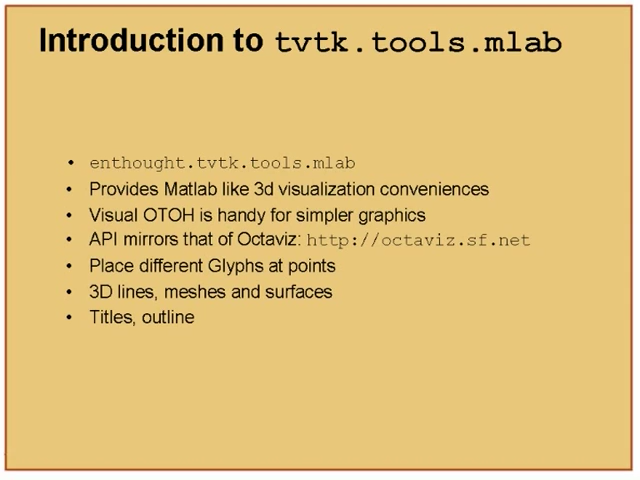 Introduction to tvtk.tools.mlab
• enthought.tvtk.tools.mlab
• Provides Matlab like 3d visualization conveniences
• Visual OTOH is handy for simpler graphics
• API mirrors that of Octaviz: http://octaviz.sf.net
• Place different Glyphs at points
• 3D lines, meshes and surfaces
• Titles, outline